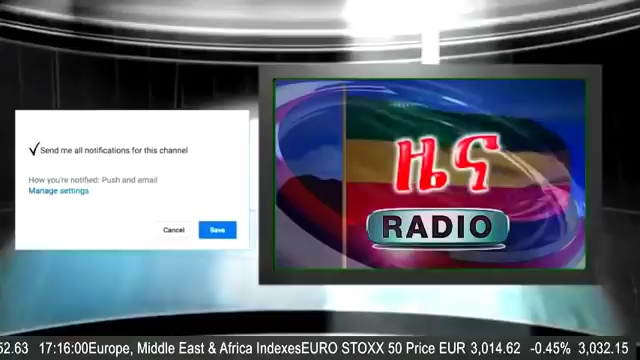 Send me all notifications for this channel
How you're notified: Push and email
Manage settings
Cancel Save
ዜና
RADIO
52.63 17:16:00Europe, Middle East & Africa IndexesEURO STOXX 50 Price EUR 3,014.62 -0.45% 3,032.15